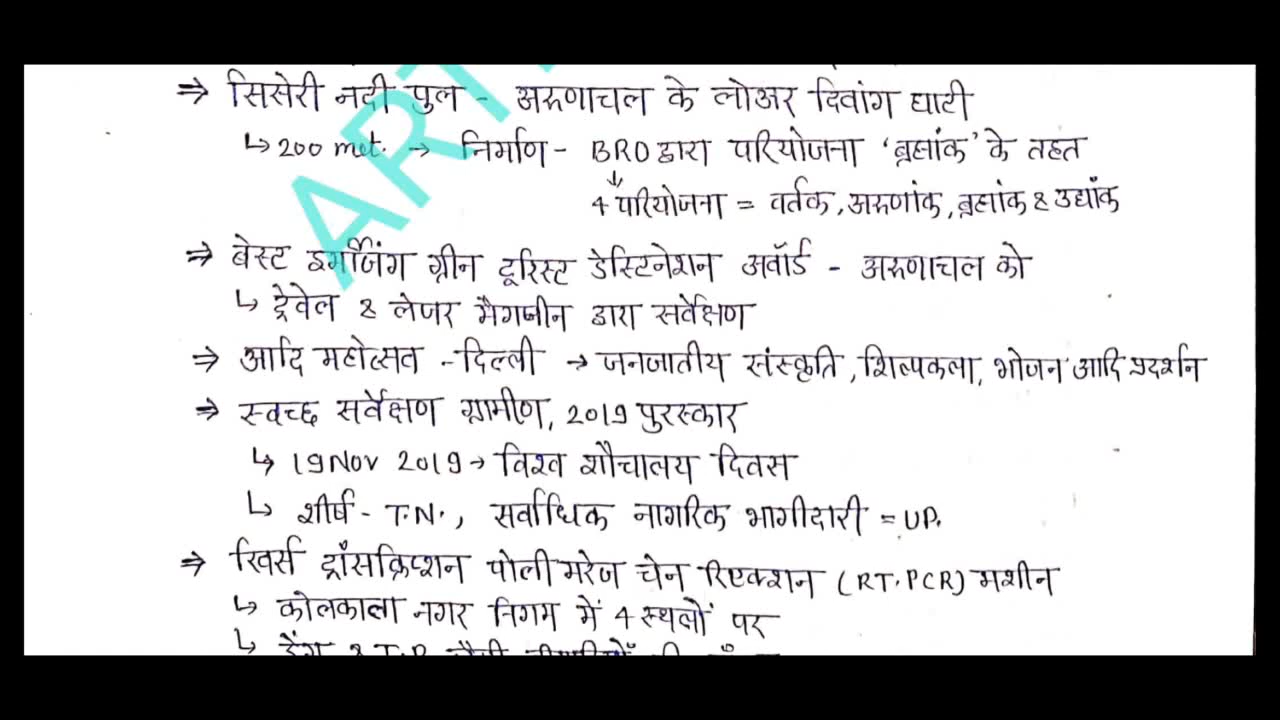 ⇒ सिसेरी नदी पुल - अरुणाचल के लोअर दिवांग घाटी
↳ 200 met. → निर्माण - BRO द्वारा परियोजना 'ब्रह्मांक' के तहत
↓
4 परियोजना = वर्तक, अरुणांक, ब्रह्मांक & उद्यॉंक
⇒ बेस्ट इमर्जिंग ग्रीन टूरिस्ट डेस्टिनेशन अवॉर्ड - अरुणाचल को
↳ ट्रेवेल & लेजर मैगजीन द्वारा सर्वेक्षण
⇒ आदि महोत्सव - दिल्ली → जनजातीय संस्कृति, शिल्पकला, भोजन आदि प्रदर्शन
⇒ स्वच्छ सर्वेक्षण ग्रामीण, 2019 पुरस्कार
↳ 19 Nov 2019 → विश्व शौचालय दिवस
↳ शीर्ष - T.N., सर्वाधिक नागरिक भागीदारी = UP.
⇒ रिवर्स ट्राँसक्रिप्शन पोलीमरेज चेन रिएक्शन (RT.PCR) मशीन
↳ कोलकाला नगर निगम में 4 स्थलों पर
ART